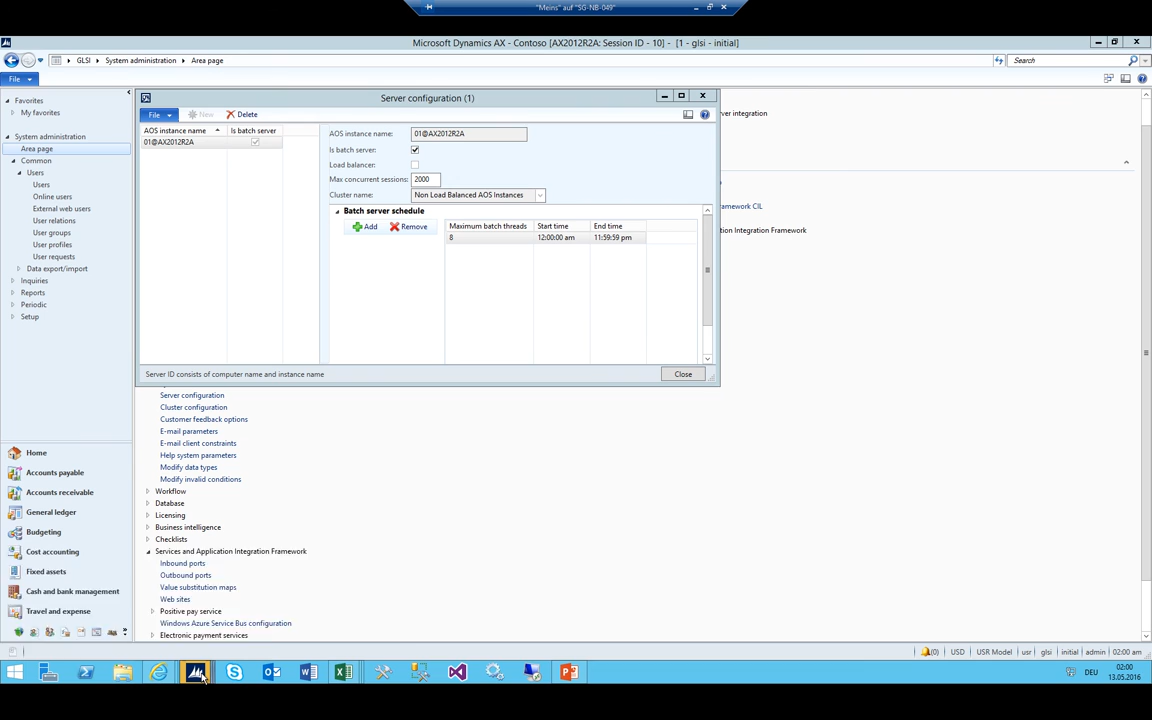 "Meins" auf "SG-NB-049"
Microsoft Dynamics AX - Contoso [AX2012R2A: Session ID - 10] - [1 - glsi - initial]
GLSI System administration Area page
Search
File
Favorites
My favorites
System administration
Area page
Common
Users
Users
Online users
External web users
User relations
User groups
User profiles
User requests
Data export/import
Inquiries
Reports
Periodic
Setup
Home
Accounts payable
Accounts receivable
General ledger
Budgeting
Cost accounting
Fixed assets
Cash and bank management
Travel and expense
Server configuration (1)
File New Delete
AOS instance name Is batch server
01@AX2012R2A
AOS instance name: 01@AX2012R2A
Is batch server:
Load balancer:
Max concurrent sessions: 2000
Cluster name: Non Load Balanced AOS Instances
Batch server schedule
Add Remove
Maximum batch threads Start time End time
8 12:00:00 am 11:59:59 pm
Server ID consists of computer name and instance name
Close
erver integration
amework CIL
tion Integration Framework
Server configuration
Cluster configuration
Customer feedback options
E-mail parameters
E-mail client constraints
Help system parameters
Modify data types
Modify invalid conditions
Workflow
Database
Licensing
Business intelligence
Checklists
Services and Application Integration Framework
Inbound ports
Outbound ports
Value substitution maps
Web sites
Positive pay service
Windows Azure Service Bus configuration
Electronic payment services
(0) USD USR Model usr glsi initial admin 02:00 am
DEU
02:00
13.05.2016